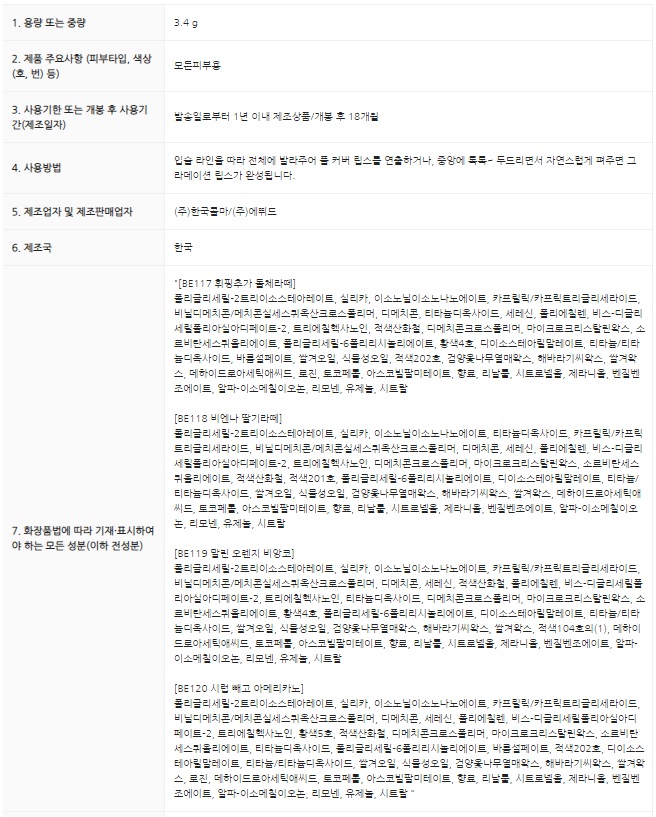 1. 용량 또는 중량
3.4 g
2. 제품 주요사항 (피부타입, 색상
(호, 번) 등)
모든피부용
3. 사용기한 또는 개봉 후 사용기
간(제조일자)
발송일로부터 1년 이내 제조상품/개봉 후 18개월
4. 사용방법
입술 라인을 따라 전체에 발라주어 풀 커버 립스를 연출하거나, 중앙에 톡톡~ 두드리면서 자연스럽게 펴주면 그
라데이션 립스가 완성됩니다.
5. 제조업자 및 제조판매업자
(주)한국콜마/(주)에뛰드
6. 제조국
한국
7. 화장품법에 따라 기재·표시하여
야 하는 모든 성분(이하 전성분)
"[BE117 휘핑추가 돌체라떼]
폴리글리세릴-2트리이소스테아레이트, 실리카, 이소노닐이소노나노에이트, 카프릴릭/카프릭트리글리세라이드,
비닐디메치콘/메치콘실세스퀴옥산크로스폴리머, 디메치콘, 티타늄디옥사이드, 세레신, 폴리에칠렌, 비스-디글리
세릴폴리아실아디페이트-2, 트리에칠헥사노인, 적색산화철, 디메치콘크로스폴리머, 마이크로크리스탈린왁스, 소
르비탄세스퀴올리에이트, 폴리글리세릴-6폴리리시놀리에이트, 황색4호, 디이소스테아릴말레이트, 티타늄/티타
늄디옥사이드, 바륨설페이트, 쌀겨오일, 식물성오일, 적색202호, 검양옻나무열매왁스, 해바라기씨왁스, 쌀겨왁
스, 데하이드로아세틱애씨드, 로진, 토코페롤, 아스코빌팔미테이트, 향료, 리날룰, 시트로넬올, 제라니올, 벤질벤
조에이트, 알파-이소메칠이오논, 리모넨, 유제놀, 시트랄
[BE118 비엔나 딸기라떼]
폴리글리세릴-2트리이소스테아레이트, 실리카, 이소노닐이소노나노에이트, 티타늄디옥사이드, 카프릴릭/카프릭
트리글리세라이드, 비닐디메치콘/메치콘실세스퀴옥산크로스폴리머, 디메치콘, 세레신, 폴리에칠렌, 비스-디글리
세릴폴리아실아디페이트-2, 트리에칠헥사노인, 디메치콘크로스폴리머, 마이크로크리스탈린왁스, 소르비탄세스
퀴올리에이트, 적색산화철, 적색201호, 폴리글리세릴-6폴리리시놀리에이트, 디이소스테아릴말레이트, 티타늄/
티타늄디옥사이드, 쌀겨오일, 식물성오일, 검양옻나무열매왁스, 해바라기씨왁스, 쌀겨왁스, 데하이드로아세틱애
씨드, 토코페롤, 아스코빌팔미테이트, 향료, 리날룰, 시트로넬올, 제라니올, 벤질벤조에이트, 알파-이소메칠이오
논, 리모넨, 유제놀, 시트랄
[BE119 말린 오렌지 비앙코]
폴리글리세릴-2트리이소스테아레이트, 실리카, 이소노닐이소노나노에이트, 카프릴릭/카프릭트리글리세라이드,
비닐디메치콘/메치콘실세스퀴옥산크로스폴리머, 디메치콘, 세레신, 적색산화철, 폴리에칠렌, 비스-디글리세릴폴
리아실아디페이트-2, 트리에칠헥사노인, 티타늄디옥사이드, 디메치콘크로스폴리머, 마이크로크리스탈린왁스, 소
르비탄세스퀴올리에이트, 황색4호, 폴리글리세릴-6폴리리시놀리에이트, 디이소스테아릴말레이트, 티타늄/티타
늄디옥사이드, 쌀겨오일, 식물성오일, 검양옻나무열매왁스, 해바라기씨왁스, 쌀겨왁스, 적색104호의(1), 데하이
드로아세틱애씨드, 토코페롤, 아스코빌팔미테이트, 향료, 리날룰, 시트로넬올, 제라니올, 벤질벤조에이트, 알파-
이소메칠이오논, 리모넨, 유제놀, 시트랄
[BE120 시럽 빼고 아메리카노]
폴리글리세릴-2트리이소스테아레이트, 실리카, 이소노닐이소노나노에이트, 카프릴릭/카프릭트리글리세라이드,
비닐디메치콘/메치콘실세스퀴옥산크로스폴리머, 디메치콘, 세레신, 폴리에칠렌, 비스-디글리세릴폴리아실아디
페이트-2, 트리에칠헥사노인, 황색5호, 적색산화철, 디메치콘크로스폴리머, 마이크로크리스탈린왁스, 소르비탄
세스퀴올리에이트, 티타늄디옥사이드, 폴리글리세릴-6폴리리시놀리에이트, 바륨설페이트, 적색202호, 디이소스
테아릴말레이트, 티타늄/티타늄디옥사이드, 쌀겨오일, 식물성오일, 검양옻나무열매왁스, 해바라기씨왁스, 쌀겨왁
스, 로진, 데하이드로아세틱애씨드, 토코페롤, 아스코빌팔미테이트, 향료, 리날룰, 시트로넬올, 제라니올, 벤질벤
조에이트, 알파-이소메칠이오논, 리모넨, 유제놀, 시트랄 "